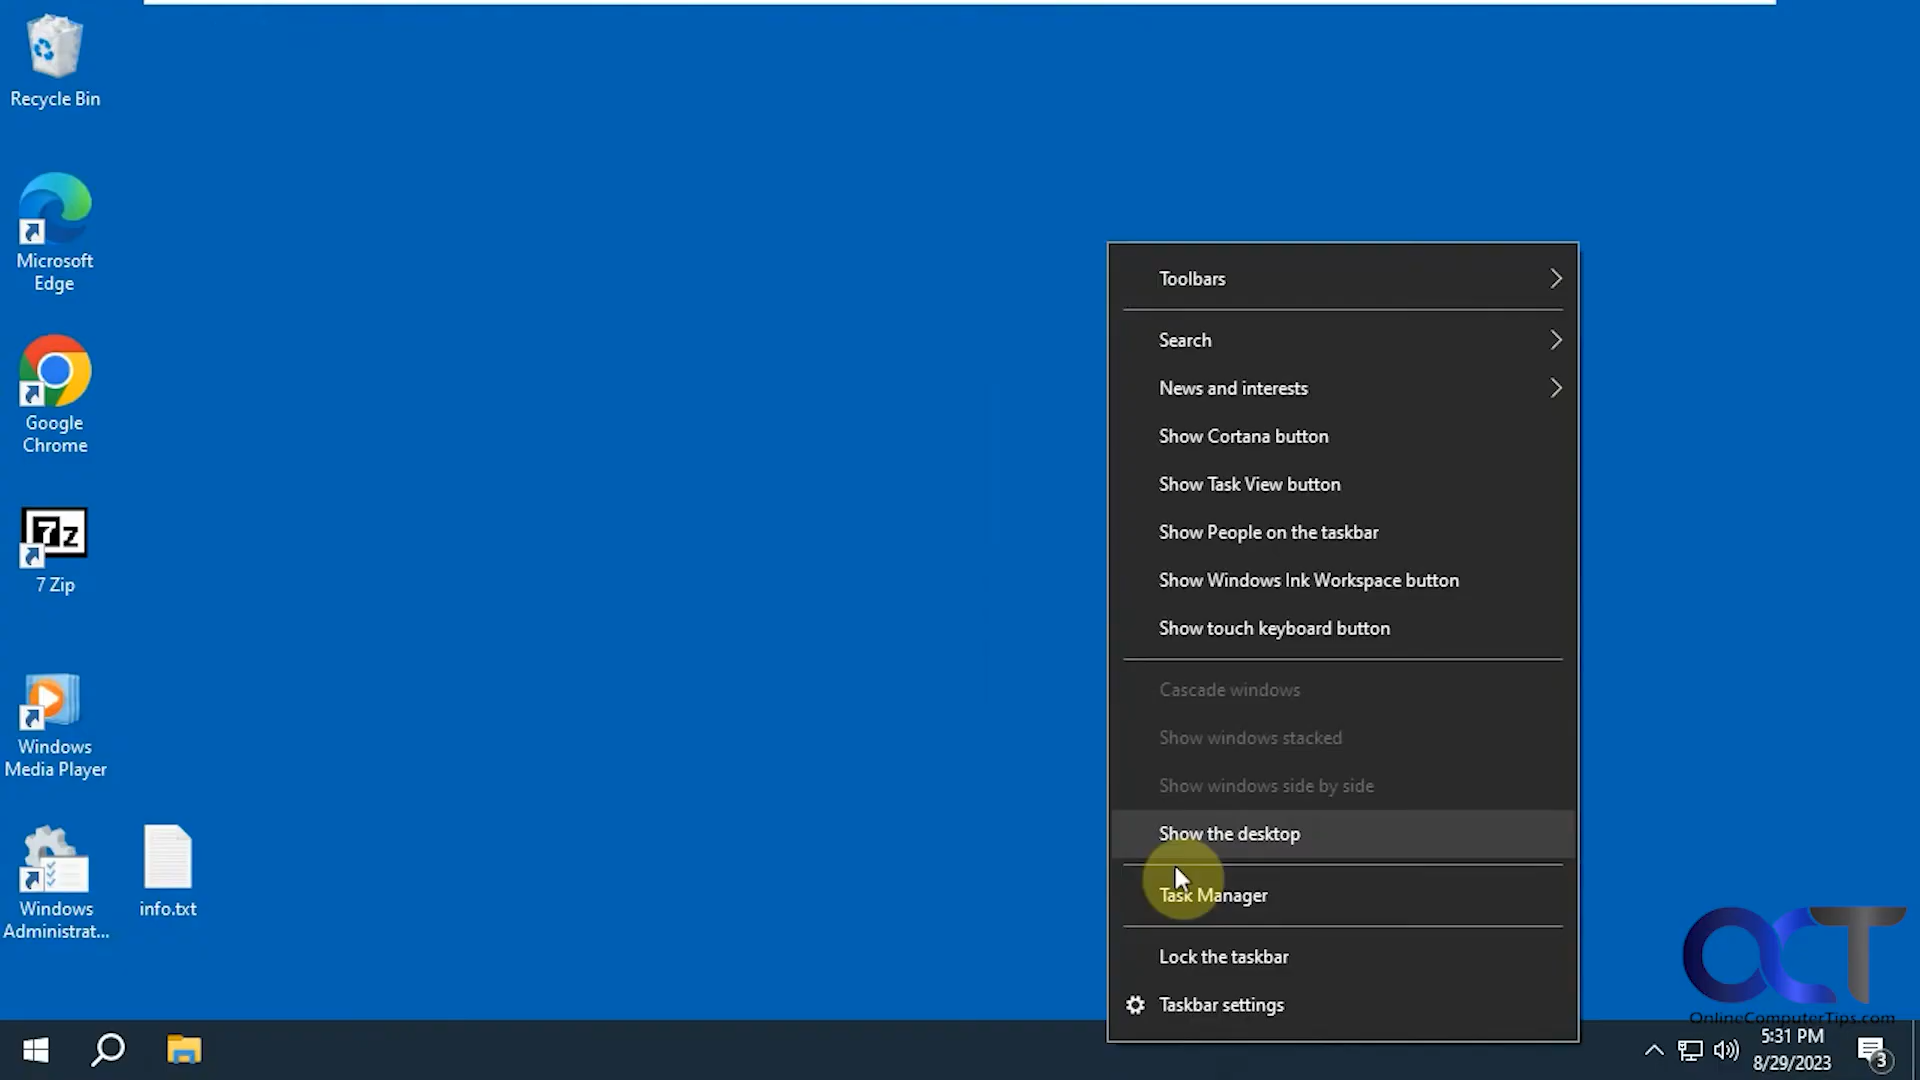 Recycle Bin
Microsoft
Edge
Google
Chrome
7z
7 Zip
Windows
Media Player
Windows
Administrat...
info.txt
Toolbars
Search
News and interests
Show Cortana button
Show Task View button
Show People on the taskbar
Show Windows Ink Workspace button
Show touch keyboard button
Cascade windows
Show windows stacked
Show windows side by side
Show the desktop
Task Manager
Lock the taskbar
Taskbar settings
OCT
OnlineComputerTips.com
5:31 PM
8/29/2023
3